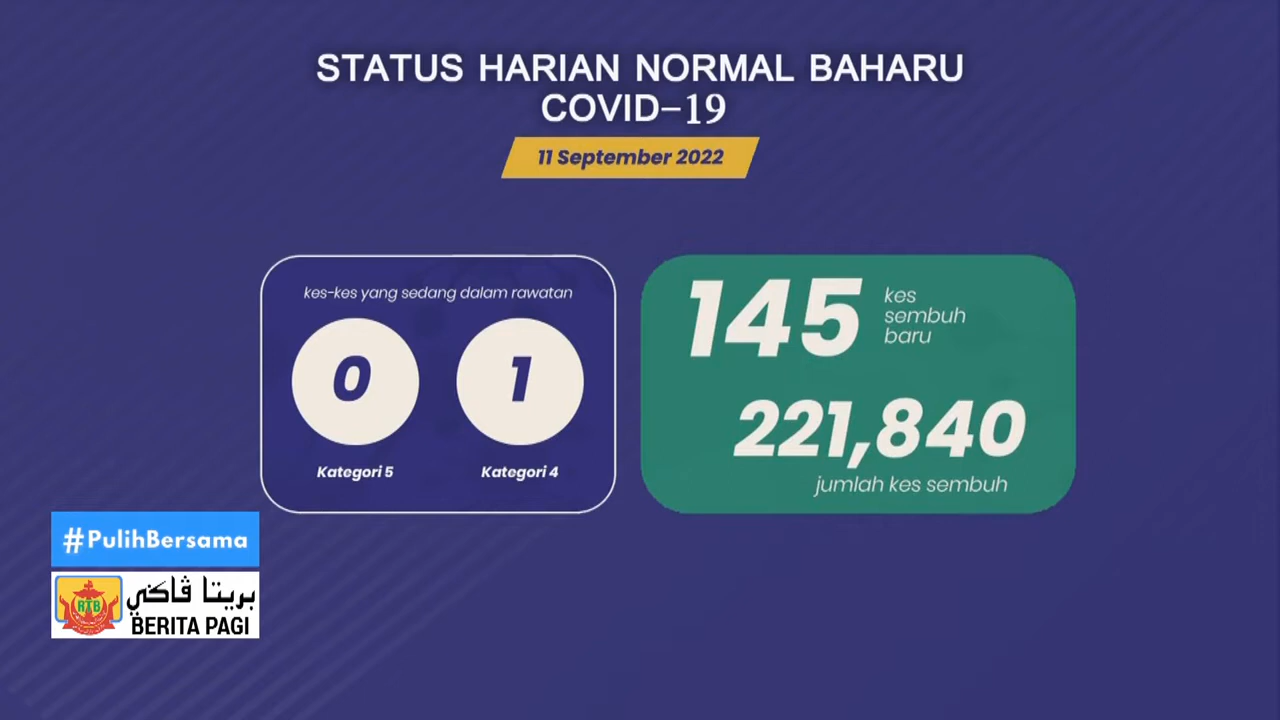 STATUS HARIAN NORMAL BAHARU
COVID-19
11 September 2022
kes-kes yang sedang dalam rawatan
0
1
Kategori 5
Kategori 4
145
kes
sembuh
baru
221,840
jumlah kes sembuh
#PulihBersama
RTB
بريتا ڤاݢي
BERITA PAGI